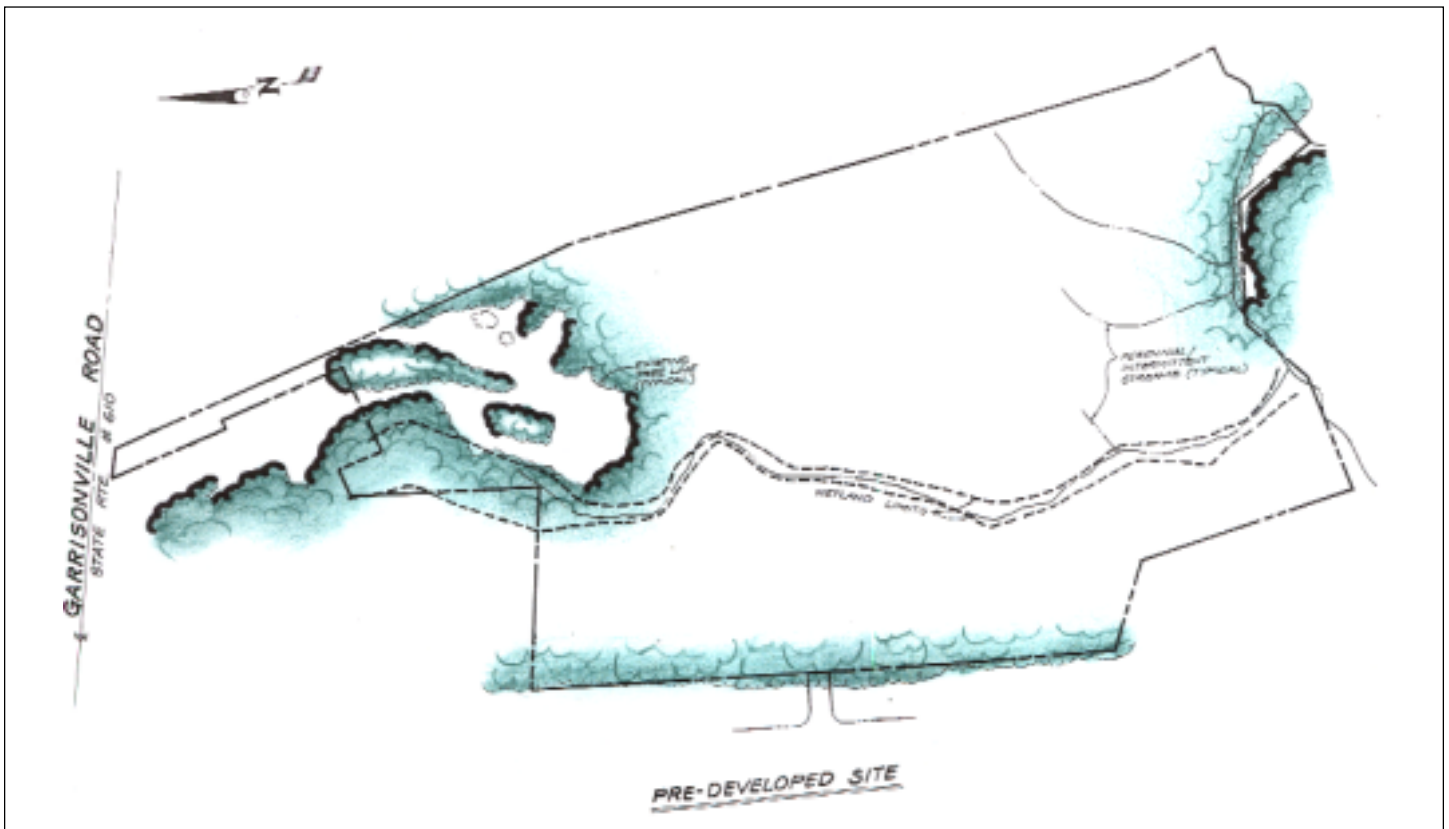 N
GARRISONVILLE ROAD
STATE RTE # 610
EXISTING
TREE LINE
(TYPICAL)
PERENNIAL/
INTERMITTENT
STREAMS (TYPICAL)
WETLAND LIMITS
PRE-DEVELOPED SITE